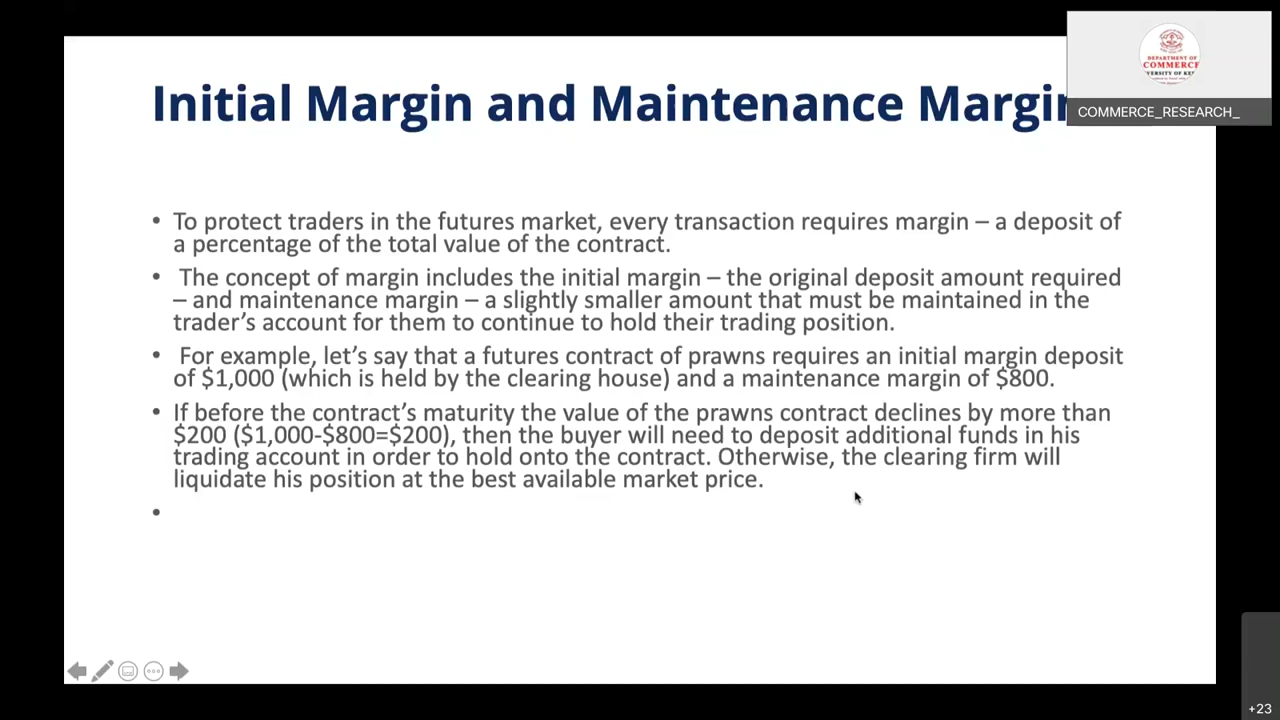 Initial Margin and Maintenance Margin
DEPARTMENT OF
COMMERCE
COMMERCE_RESEARCH_
• To protect traders in the futures market, every transaction requires margin – a deposit of
a percentage of the total value of the contract.
• The concept of margin includes the initial margin – the original deposit amount required
– and maintenance margin – a slightly smaller amount that must be maintained in the
trader’s account for them to continue to hold their trading position.
• For example, let’s say that a futures contract of prawns requires an initial margin deposit
of $1,000 (which is held by the clearing house) and a maintenance margin of $800.
• If before the contract’s maturity the value of the prawns contract declines by more than
$200 ($1,000-$800=$200), then the buyer will need to deposit additional funds in his
trading account in order to hold onto the contract. Otherwise, the clearing firm will
liquidate his position at the best available market price.
•
+23